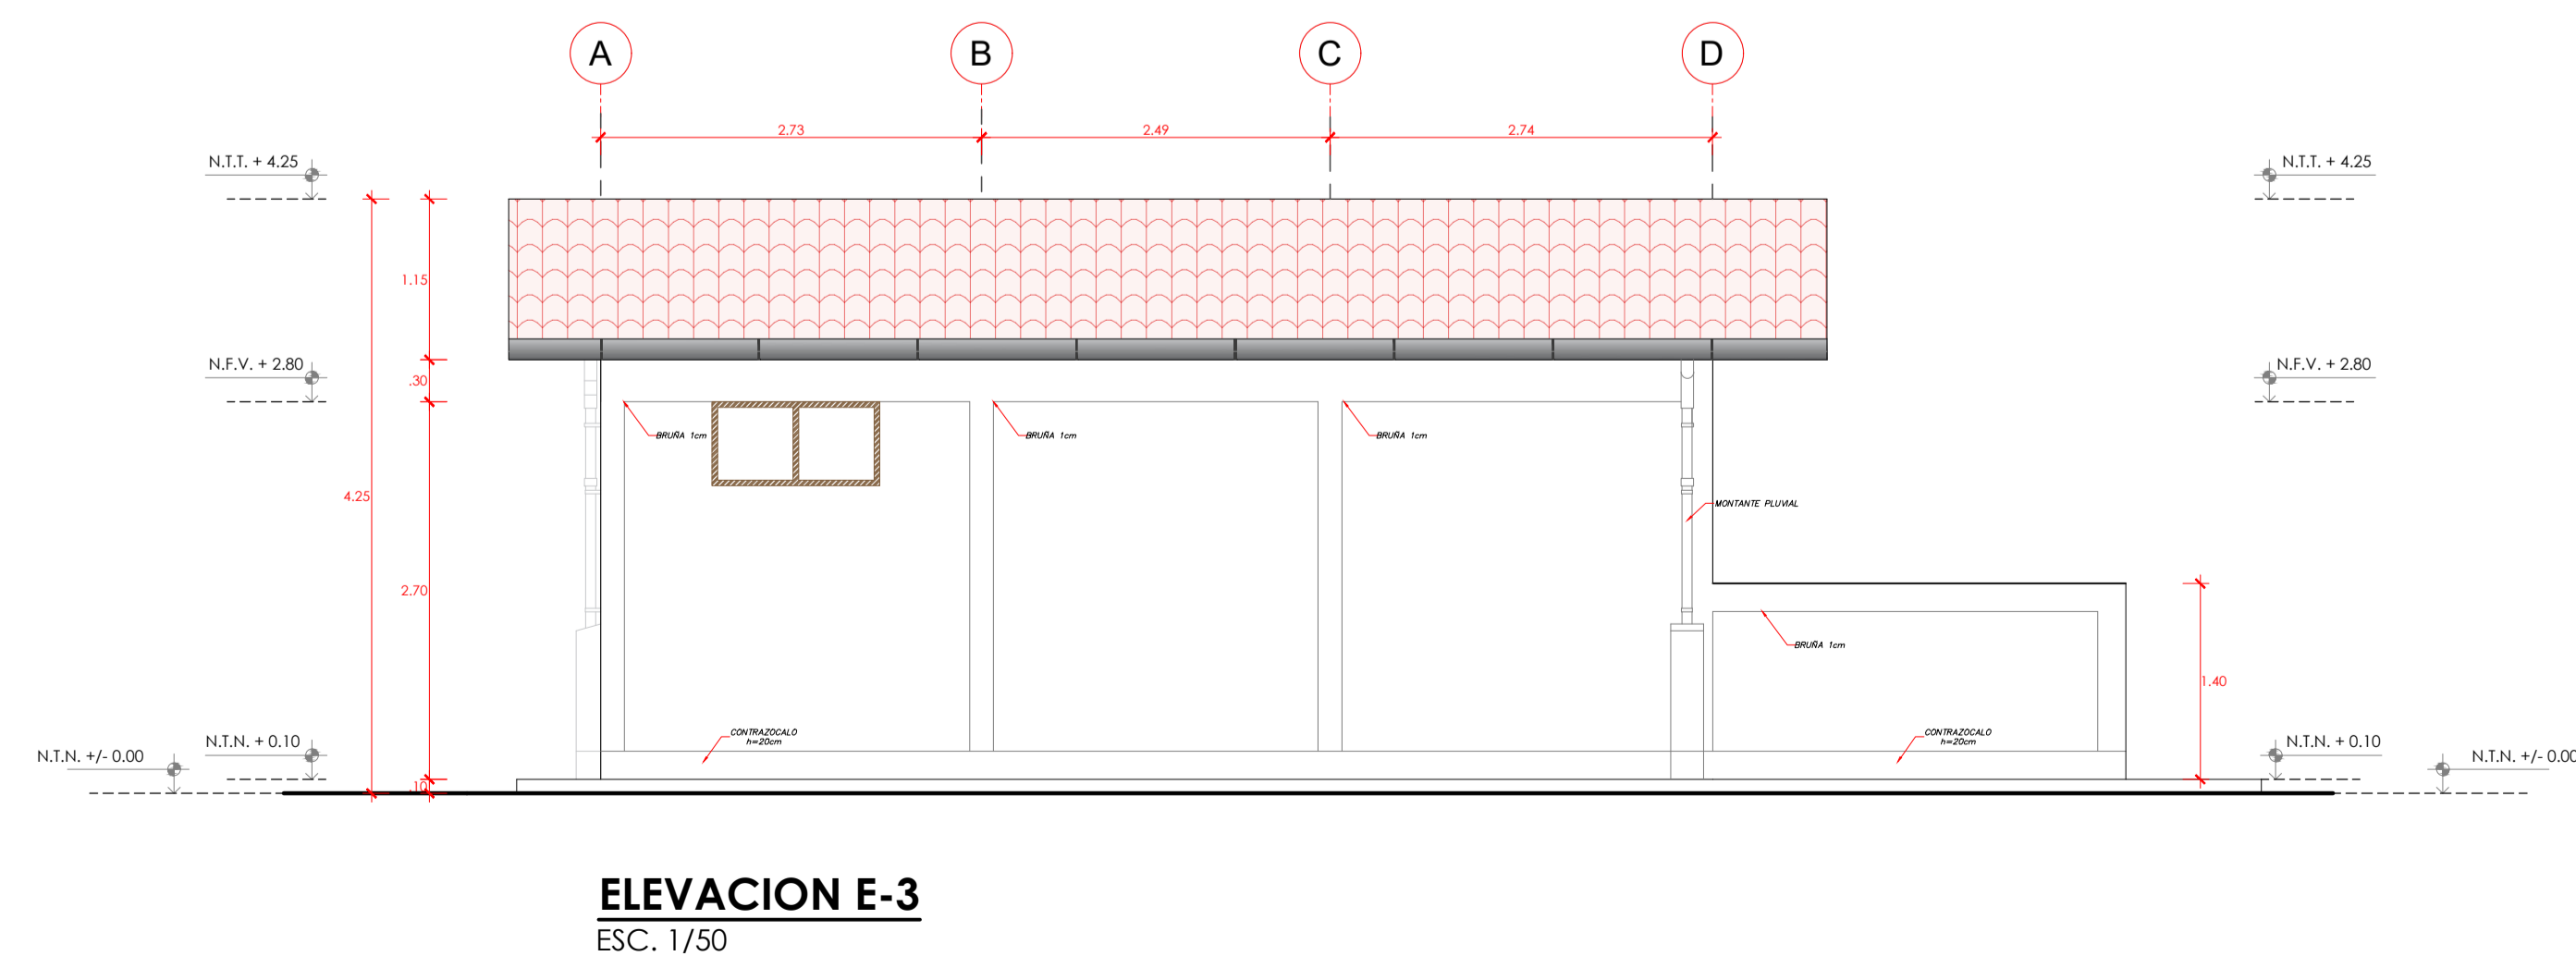 A
B
C
D
2.73
2.49
2.74
N.T.T. + 4.25
N.T.T. + 4.25
1.15
N.F.V. + 2.80
N.F.V. + 2.80
.30
BRUÑA 1cm
BRUÑA 1cm
BRUÑA 1cm
4.25
MONTANTE PLUVIAL
2.70
BRUÑA 1cm
1.40
CONTRAZOCALO
h=20cm
CONTRAZOCALO
h=20cm
N.T.N. +/- 0.00
N.T.N. + 0.10
N.T.N. + 0.10
N.T.N. +/- 0.00
.10
ELEVACION E-3
ESC. 1/50